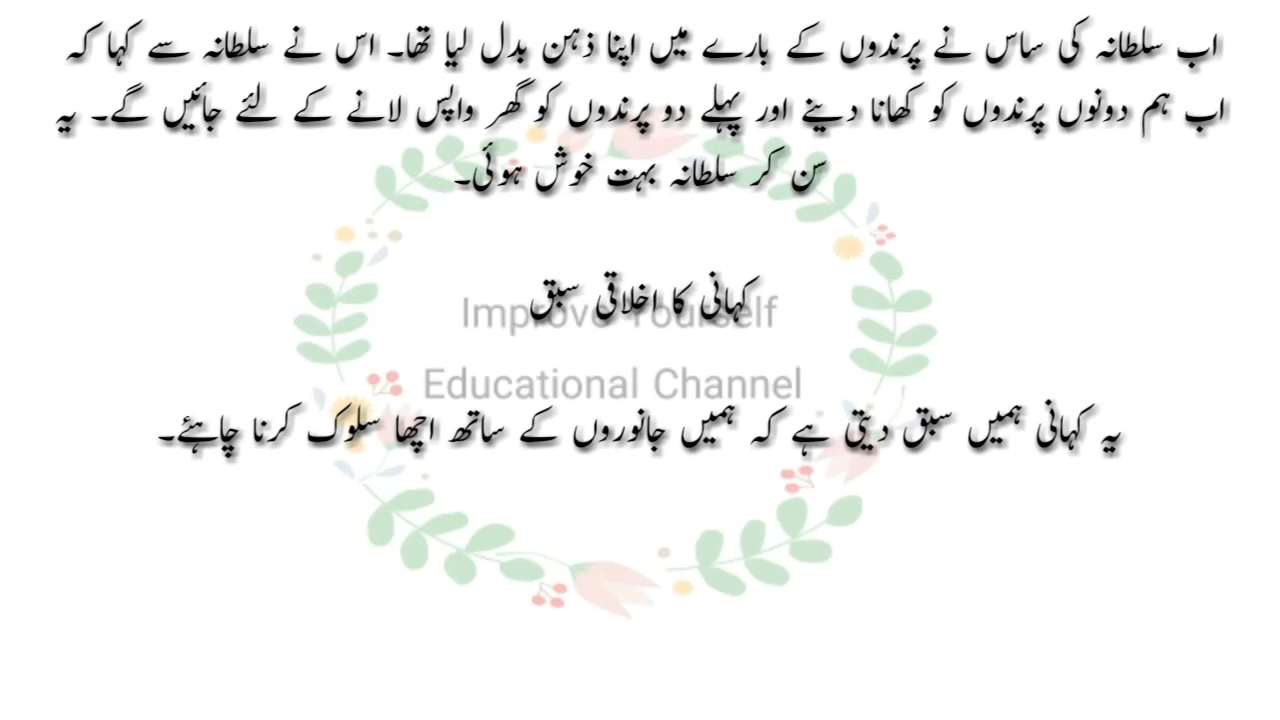 اب سلطانہ کی ساس نے پرندوں کے بارے میں اپنا ذہن بدل لیا تھا۔ اس نے سلطانہ سے کہا کہ
اب ہم دونوں پرندوں کو کھانا دینے اور پہلے دو پرندوں کو گھر واپس لانے کے لئے جائیں گے۔ یہ
سن کر سلطانہ بہت خوش ہوئی۔
کہانی کا اخلاقی سبق
Improve Yourself
Educational Channel
یہ کہانی ہمیں سبق دیتی ہے کہ ہمیں جانوروں کے ساتھ اچھا سلوک کرنا چاہئے۔